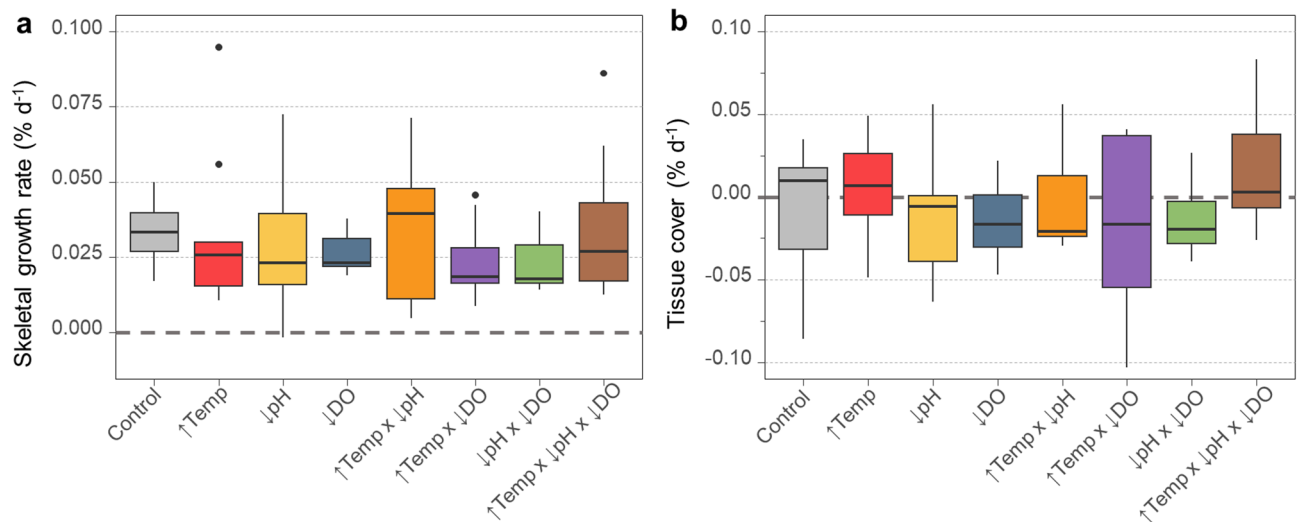 a
Skeletal growth rate (% d⁻¹)
0.100
0.075
0.050
0.025
0.000
Control
↑Temp
↓pH
↓DO
↑Temp x ↓pH
↑Temp x ↓DO
↓pH x ↓DO
↑Temp x ↓pH x ↓DO
b
Tissue cover (% d⁻¹)
0.10
0.05
0.00
-0.05
-0.10
Control
↑Temp
↓pH
↓DO
↑Temp x ↓pH
↑Temp x ↓DO
↓pH x ↓DO
↑Temp x ↓pH x ↓DO